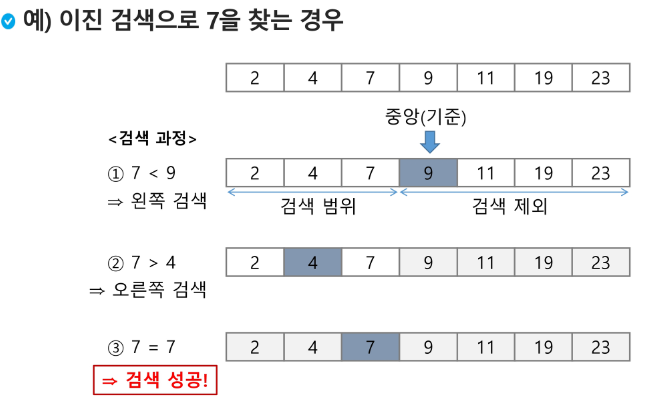 예) 이진 검색으로 7을 찾는 경우
2 4 7 9 11 19 23
중앙(기준)
<검색 과정>
① 7 < 9
⇒ 왼쪽 검색
2 4 7 9 11 19 23
검색 범위 검색 제외
② 7 > 4
⇒ 오른쪽 검색
2 4 7 9 11 19 23
③ 7 = 7
⇒ 검색 성공!
2 4 7 9 11 19 23